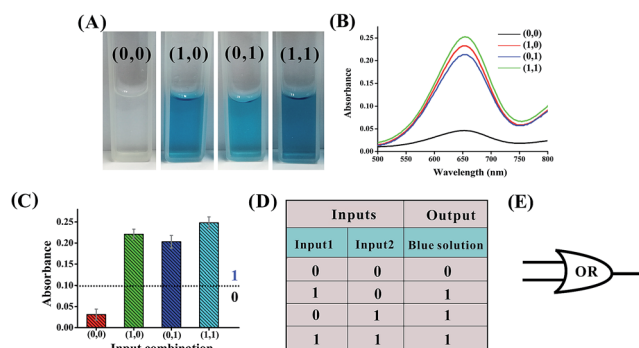 (A)
(0,0) (1,0) (0,1) (1,1)
(B)
Absorbance
0.25
0.20
0.15
0.10
0.05
0.00
500 550 600 650 700 750 800
Wavelength (nm)
(0,0)
(1,0)
(0,1)
(1,1)
(C)
Absorbance
0.25
0.20
0.15
0.10
0.05
0.00
1
0
(0,0) (1,0) (0,1) (1,1)
Input combination
(D)
Inputs Output
Input1 Input2 Blue solution
0 0 0
1 0 1
0 1 1
1 1 1
(E)
OR